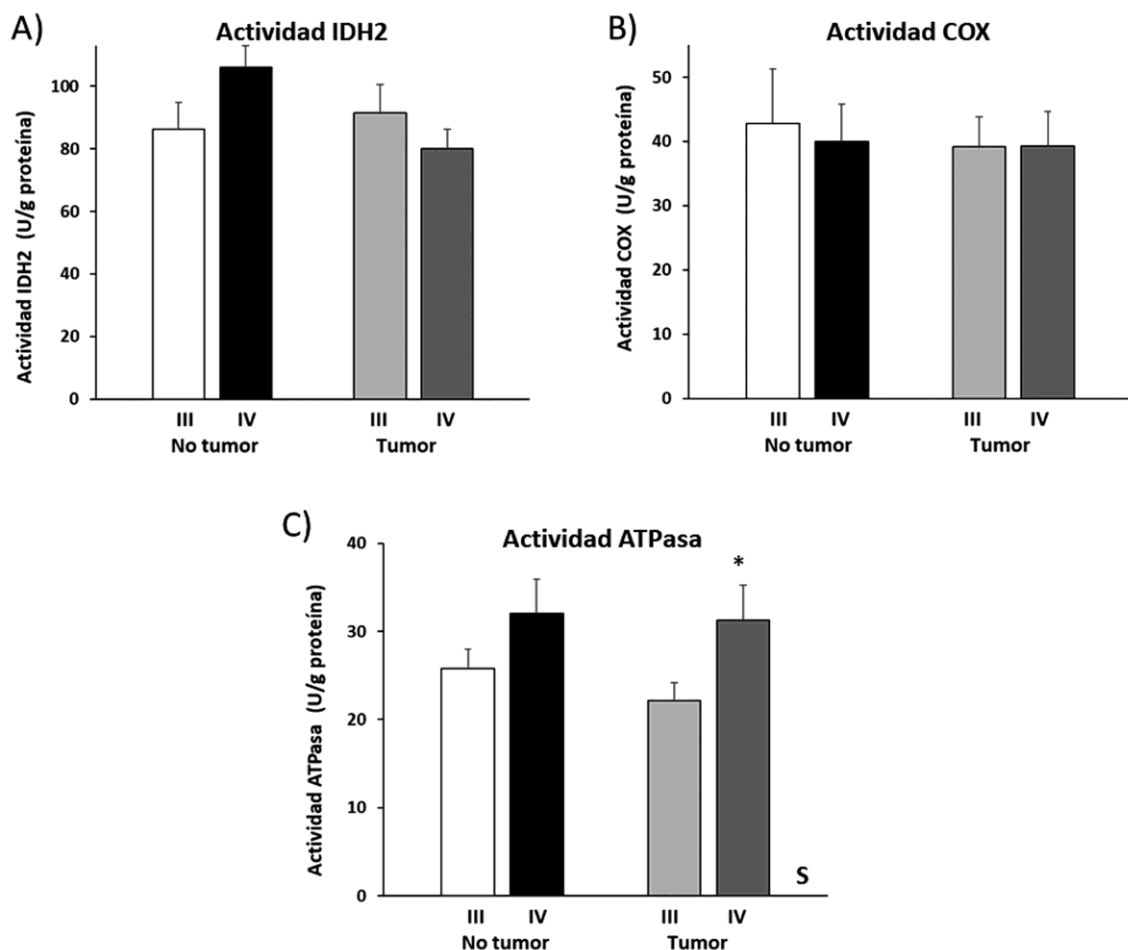 A)
Actividad IDH2
Actividad IDH2 (U/g proteína)
100
80
60
40
20
0
III IV III IV
No tumor Tumor
B)
Actividad COX
Actividad COX (U/g proteína)
50
40
30
20
10
0
III IV III IV
No tumor Tumor
C)
Actividad ATPasa
Actividad ATPasa (U/g proteína)
40
30
20
10
0
*
S
III IV III IV
No tumor Tumor